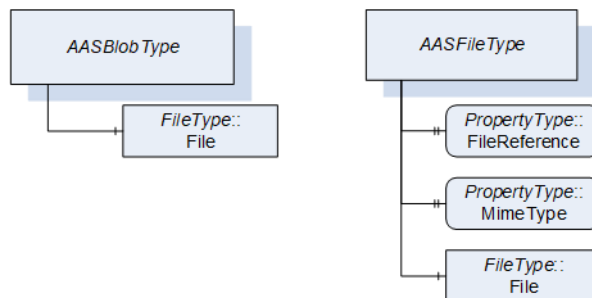 AASBlobType
FileType::
File
AASFileType
PropertyType::
FileReference
PropertyType::
MimeType
FileType::
File